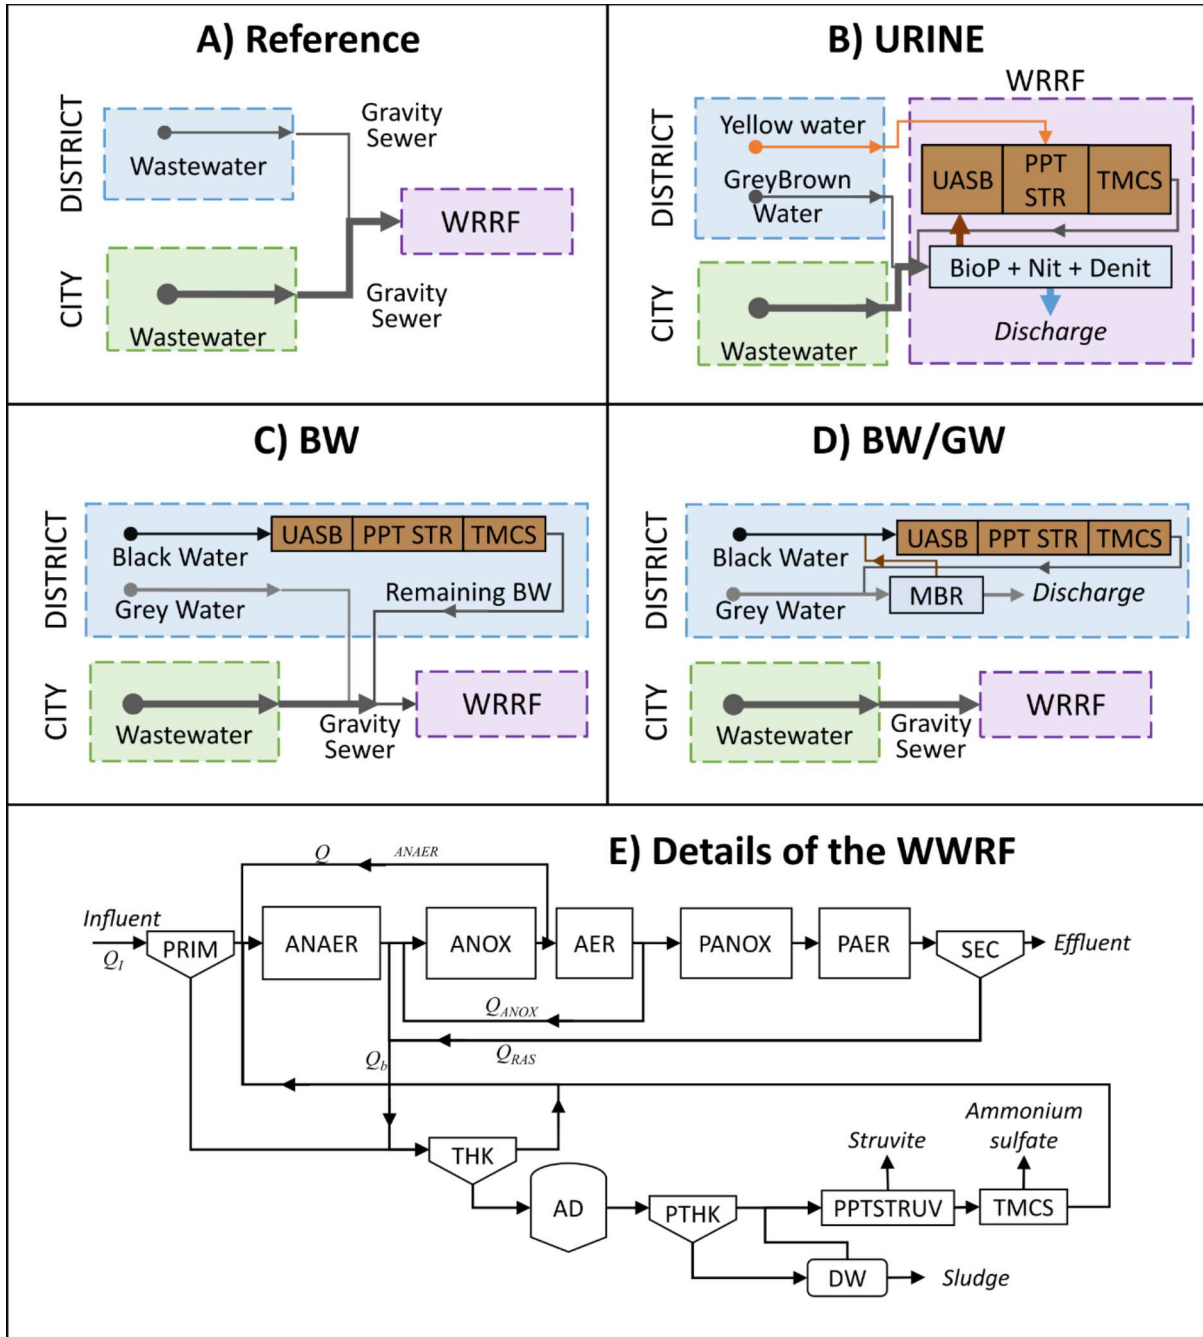 A) Reference
DISTRICT
Wastewater
Gravity
Sewer
WRRF
CITY
Wastewater
Gravity
Sewer
B) URINE
WRRF
DISTRICT
Yellow water
GreyBrown
Water
UASB
PPT
STR
TMCS
BioP + Nit + Denit
Discharge
CITY
Wastewater
C) BW
DISTRICT
Black Water
UASB
PPT STR
TMCS
Grey Water
Remaining BW
CITY
Wastewater
Gravity
Sewer
WRRF
D) BW/GW
DISTRICT
Black Water
UASB
PPT STR
TMCS
Grey Water
MBR
Discharge
CITY
Wastewater
Gravity
Sewer
WRRF
E) Details of the WWRF
Q ANAER
Influent
Q_I
PRIM
ANAER
ANOX
AER
PANOX
PAER
SEC
Effluent
Q_ANOX
Q_b
Q_RAS
THK
AD
PTHK
Struvite
Ammonium
sulfate
PPTSTRUV
TMCS
DW
Sludge